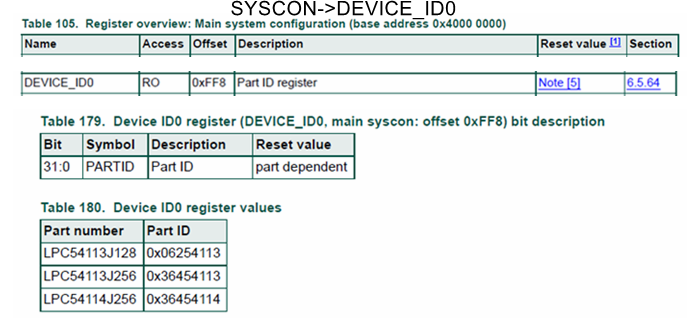 SYSCON->DEVICE_ID0
Table 105. Register overview: Main system configuration (base address 0x4000 0000)
Name Access Offset Description Reset value [1] Section
DEVICE_ID0 RO 0xFF8 Part ID register Note [5] 6.5.64
Table 179. Device ID0 register (DEVICE_ID0, main syscon: offset 0xFF8) bit description
Bit Symbol Description Reset value
31:0 PARTID Part ID part dependent
Table 180. Device ID0 register values
Part number Part ID
LPC54113J128 0x06254113
LPC54113J256 0x36454113
LPC54114J256 0x36454114